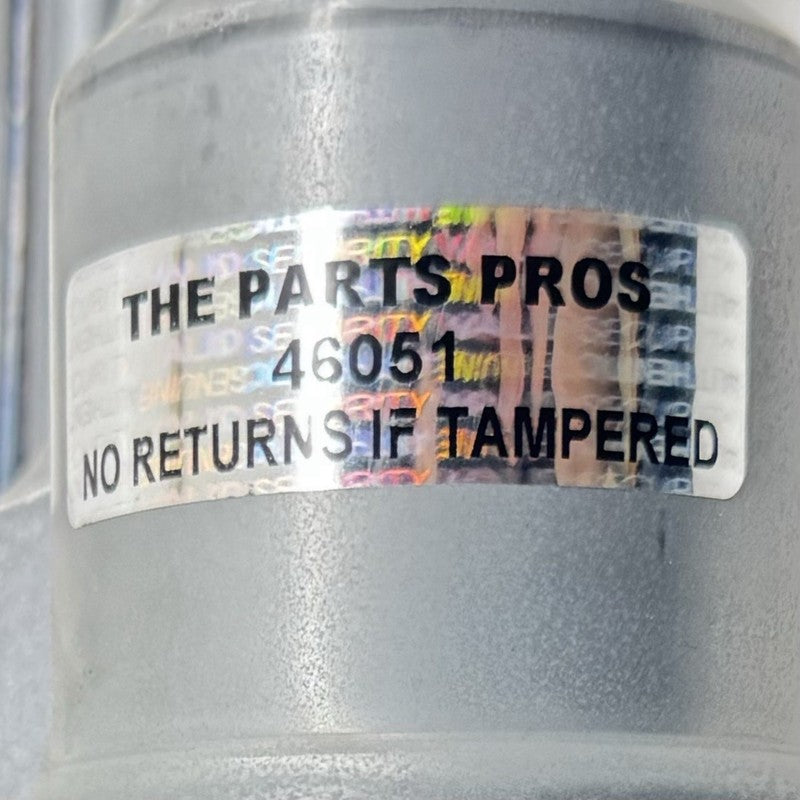 THE PARTS PROS
46051
NO RETURNS IF TAMPERED